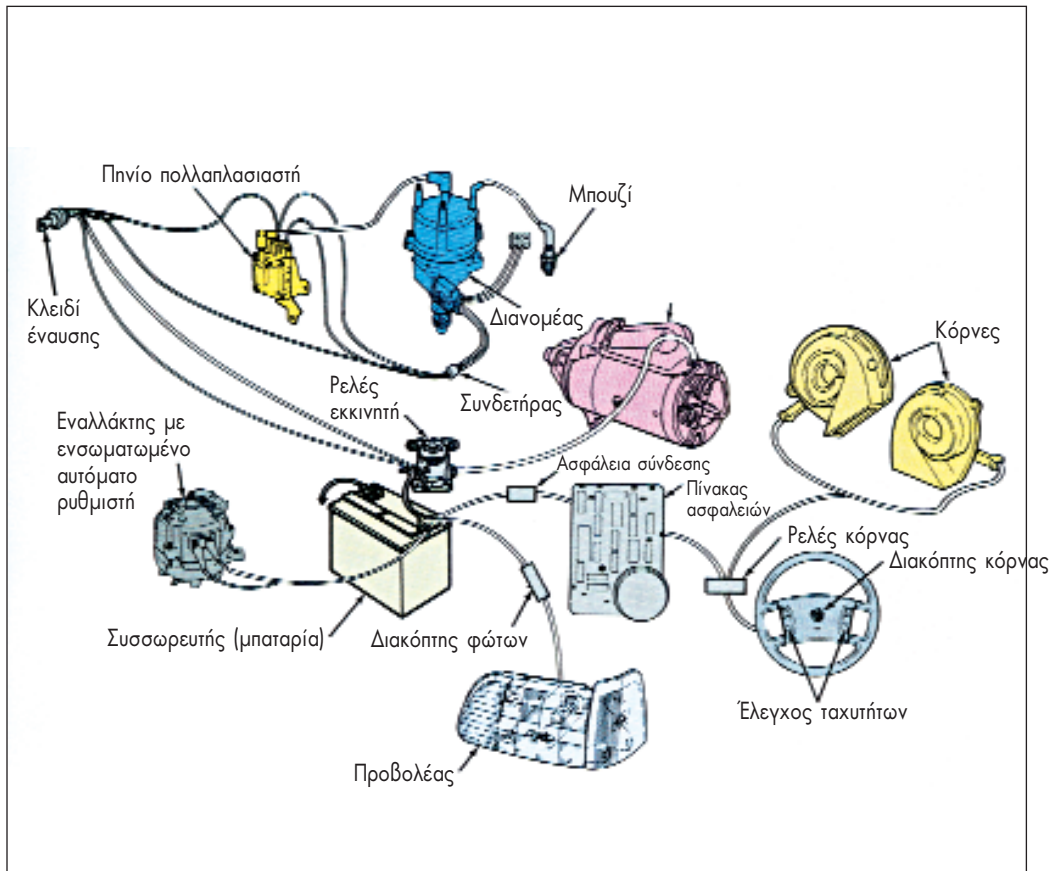 Πηνίο πολλαπλασιαστή
Μπουζί
Κλειδί
έναυσης
Διανομέας
Κόρνες
Ρελές
εκκινητή
Συνδετήρας
Εναλλάκτης με
ενσωματωμένο
αυτόματο
ρυθμιστή
Ασφάλεια σύνδεσης
Πίνακας
ασφαλειών
Ρελές κόρνας
Διακόπτης κόρνας
Συσσωρευτής (μπαταρία)
Διακόπτης φώτων
Έλεγχος ταχυτήτων
Προβολέας